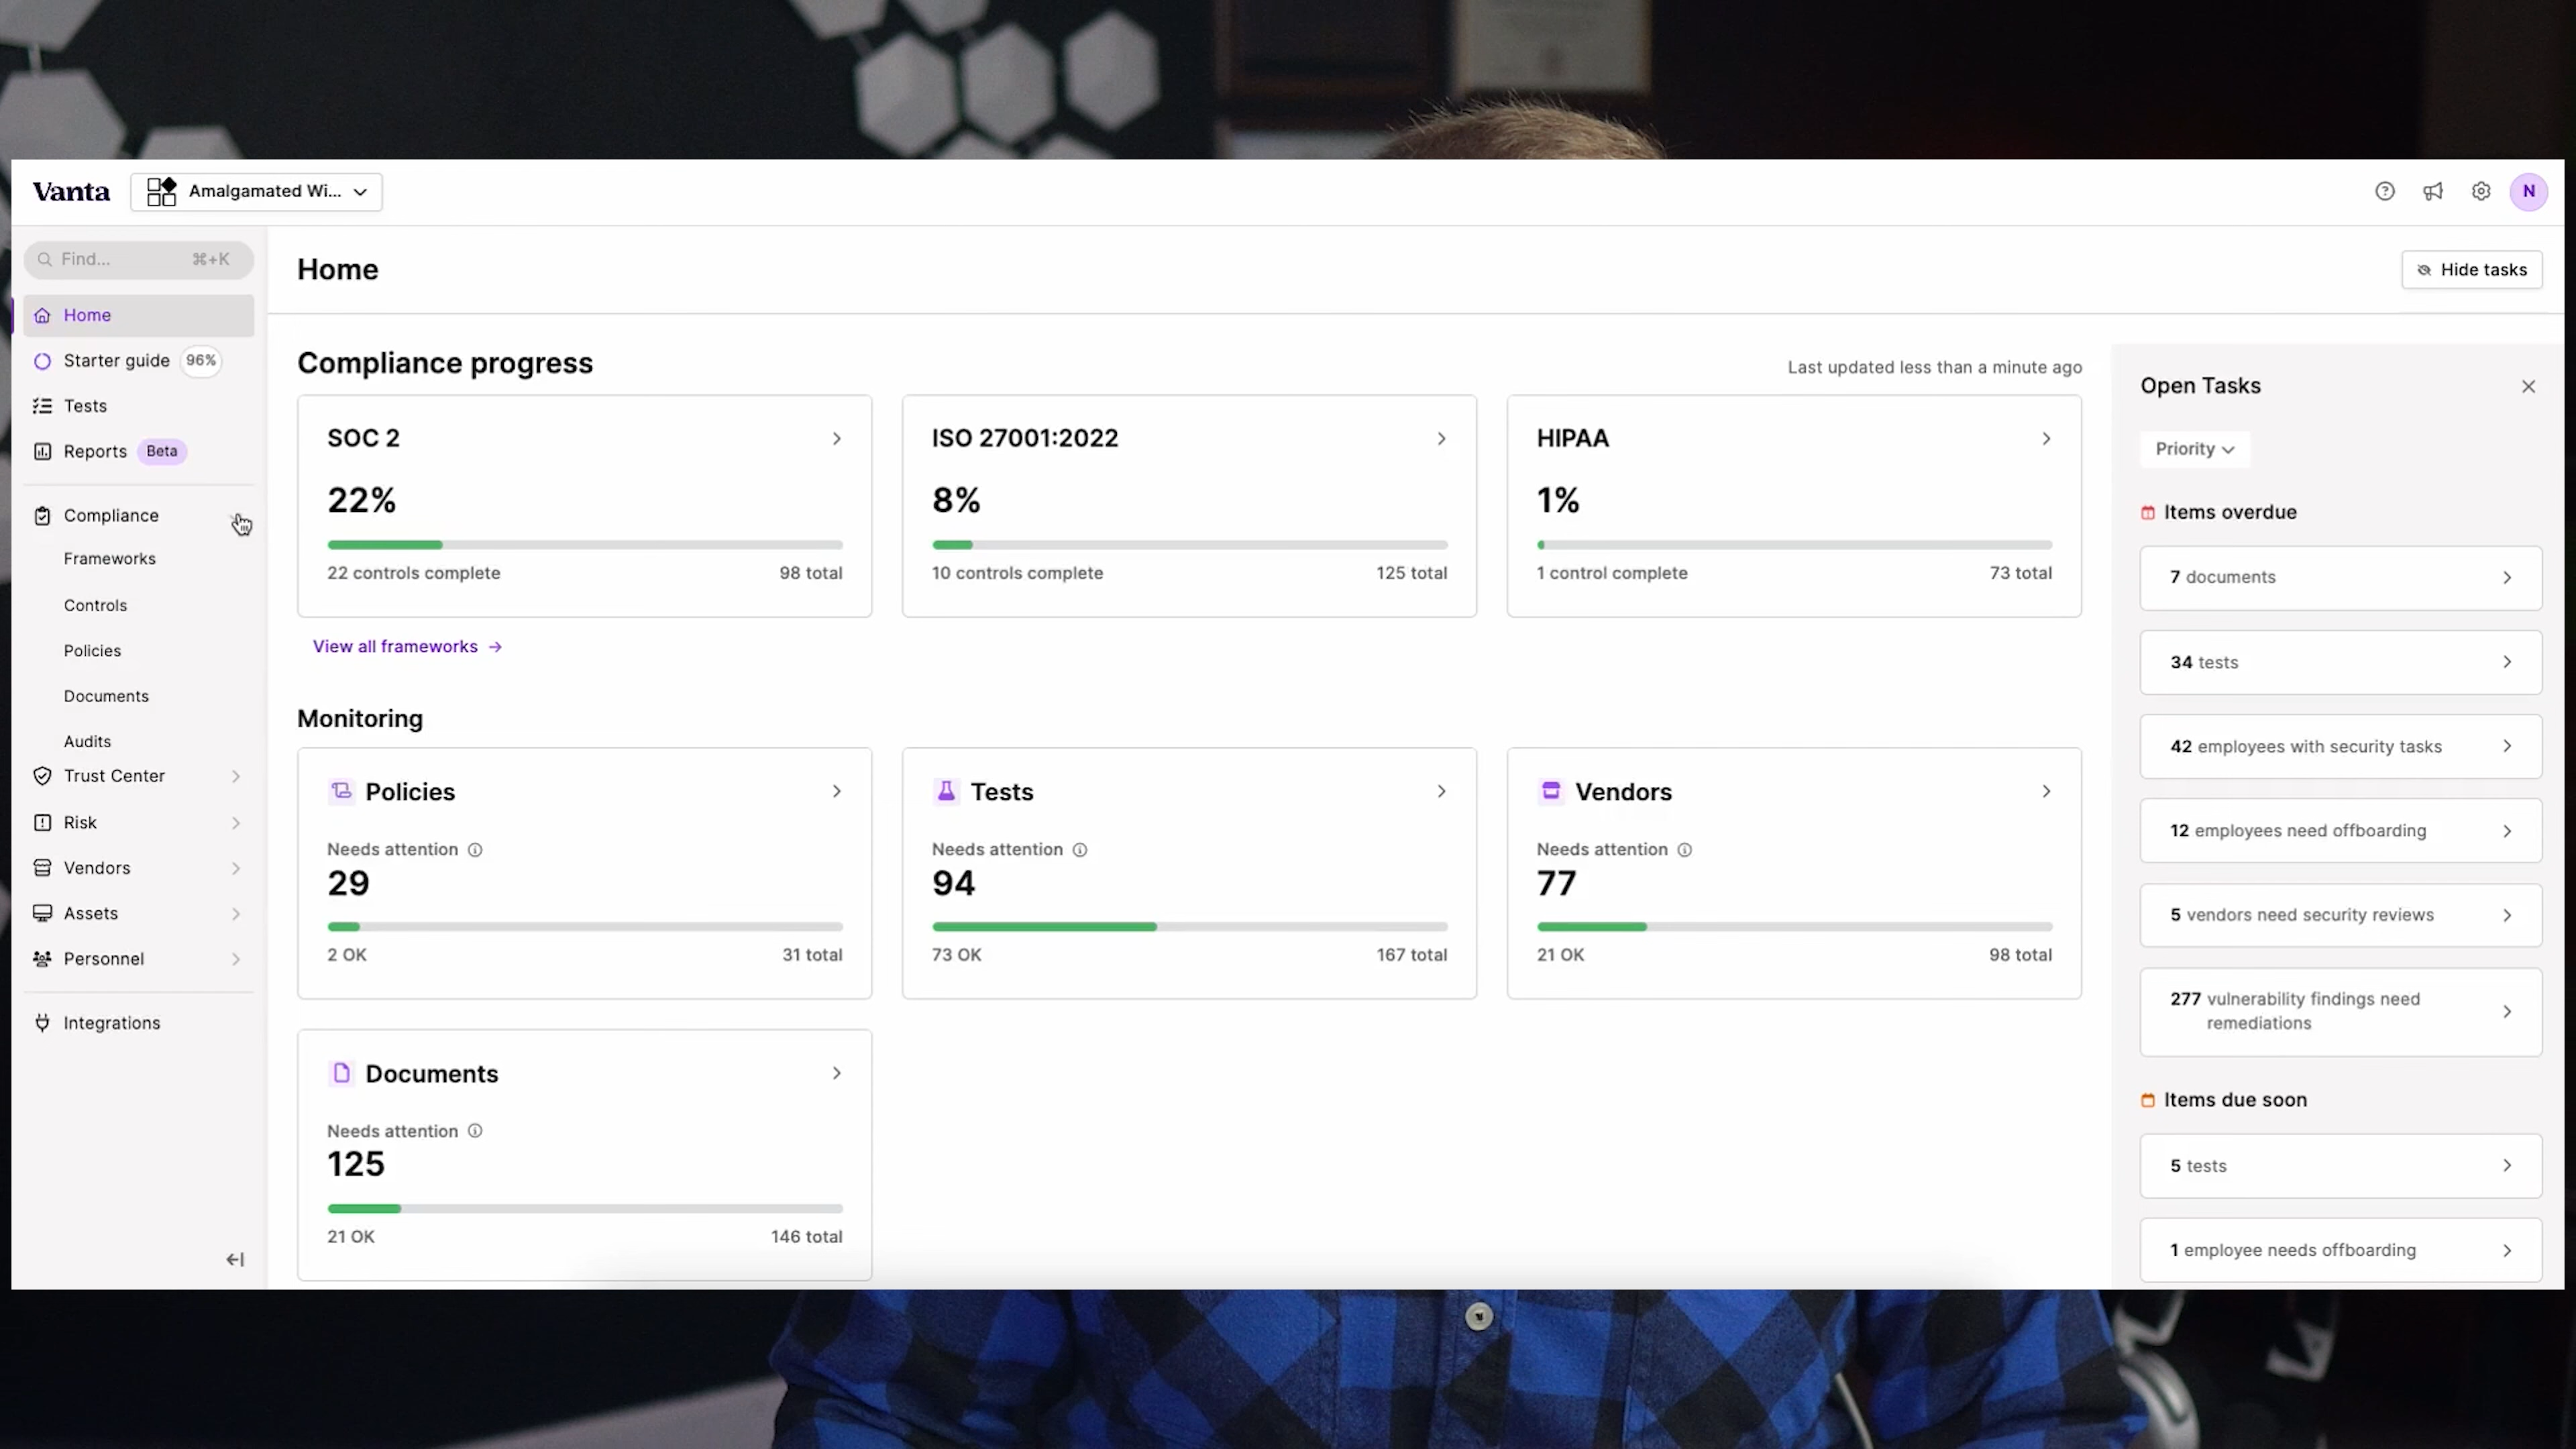 Vanta
Amalgamated Wi...
N
Find...
⌘+K
Home
Starter guide
96%
Tests
Reports
Beta
Compliance
Frameworks
Controls
Policies
Documents
Audits
Trust Center
Risk
Vendors
Assets
Personnel
Integrations
Home
Hide tasks
Compliance progress
Last updated less than a minute ago
SOC 2
22%
22 controls complete
98 total
ISO 27001:2022
8%
10 controls complete
125 total
HIPAA
1%
1 control complete
73 total
View all frameworks →
Monitoring
Policies
Needs attention
29
2 OK
31 total
Tests
Needs attention
94
73 OK
167 total
Vendors
Needs attention
77
21 OK
98 total
Documents
Needs attention
125
21 OK
146 total
Open Tasks
Priority
Items overdue
7 documents
34 tests
42 employees with security tasks
12 employees need offboarding
5 vendors need security reviews
277 vulnerability findings need
remediations
Items due soon
5 tests
1 employee needs offboarding